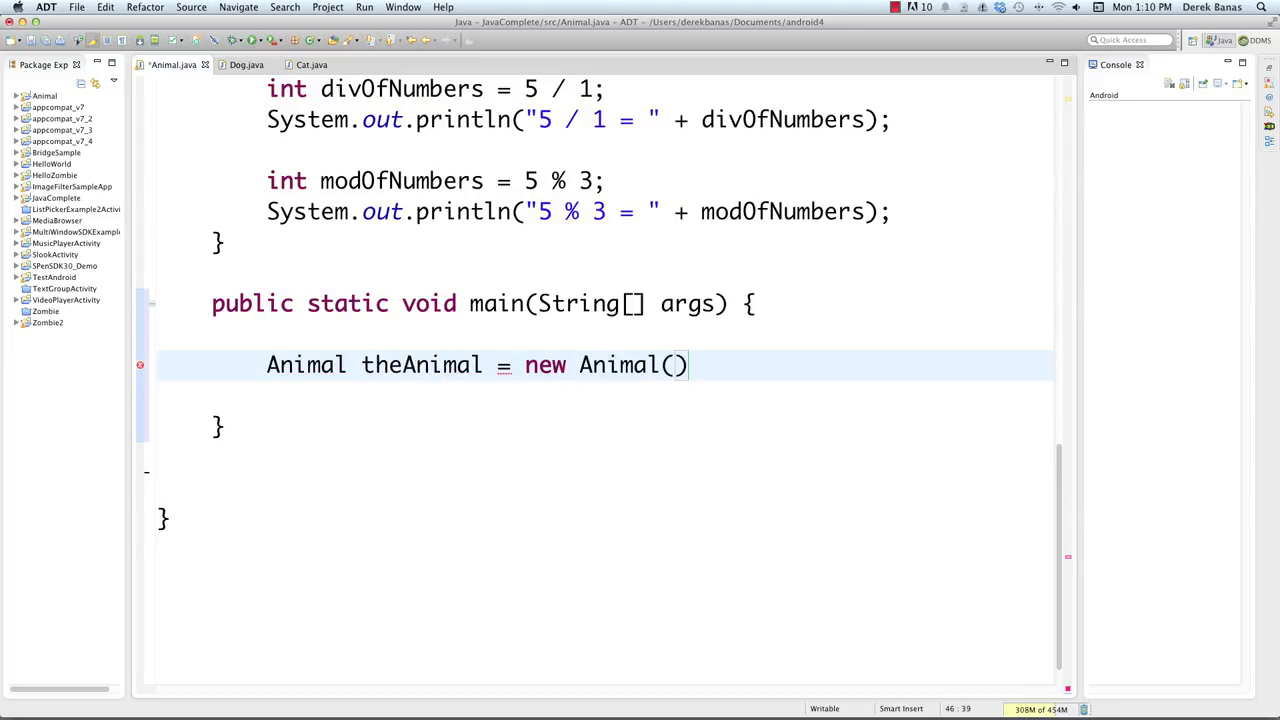 ADT File Edit Refactor Source Navigate Search Project Run Window Help 10 Mon 1:10 PM Derek Banas
Java - JavaComplete/src/Animal.java - ADT - /Users/derekbanas/Documents/android4
Quick Access Java DDMS
Package Exp
*Animal.java Dog.java Cat.java
Console
Android
Animal
appcompat_v7
appcompat_v7_2
appcompat_v7_3
appcompat_v7_4
BridgeSample
HelloWorld
HelloZombie
ImageFilterSampleApp
JavaComplete
ListPickerExample2Activi
MediaBrowser
MultiWindowSDKExample
MusicPlayerActivity
SlookActivity
SPenSDK30_Demo
TestAndroid
TextGroupActivity
VideoPlayerActivity
Zombie
Zombie2
int divOfNumbers = 5 / 1;
System.out.println("5 / 1 = " + divOfNumbers);
int modOfNumbers = 5 % 3;
System.out.println("5 % 3 = " + modOfNumbers);
}
public static void main(String[] args) {
Animal theAnimal = new Animal()
}
}
Writable Smart Insert 46 : 39 308M of 454M